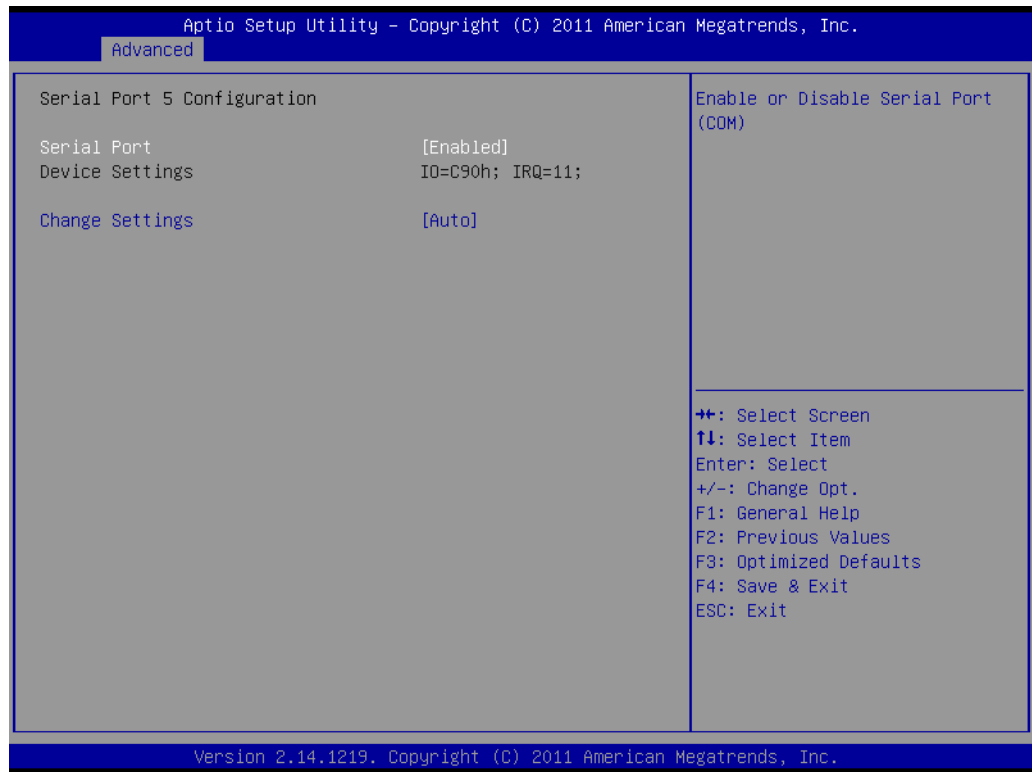 Aptio Setup Utility – Copyright (C) 2011 American Megatrends, Inc.
Advanced
Serial Port 5 Configuration
Serial Port [Enabled]
Device Settings IO=C90h; IRQ=11;
Change Settings [Auto]
Enable or Disable Serial Port
(COM)
→←: Select Screen
↑↓: Select Item
Enter: Select
+/-: Change Opt.
F1: General Help
F2: Previous Values
F3: Optimized Defaults
F4: Save & Exit
ESC: Exit
Version 2.14.1219. Copyright (C) 2011 American Megatrends, Inc.